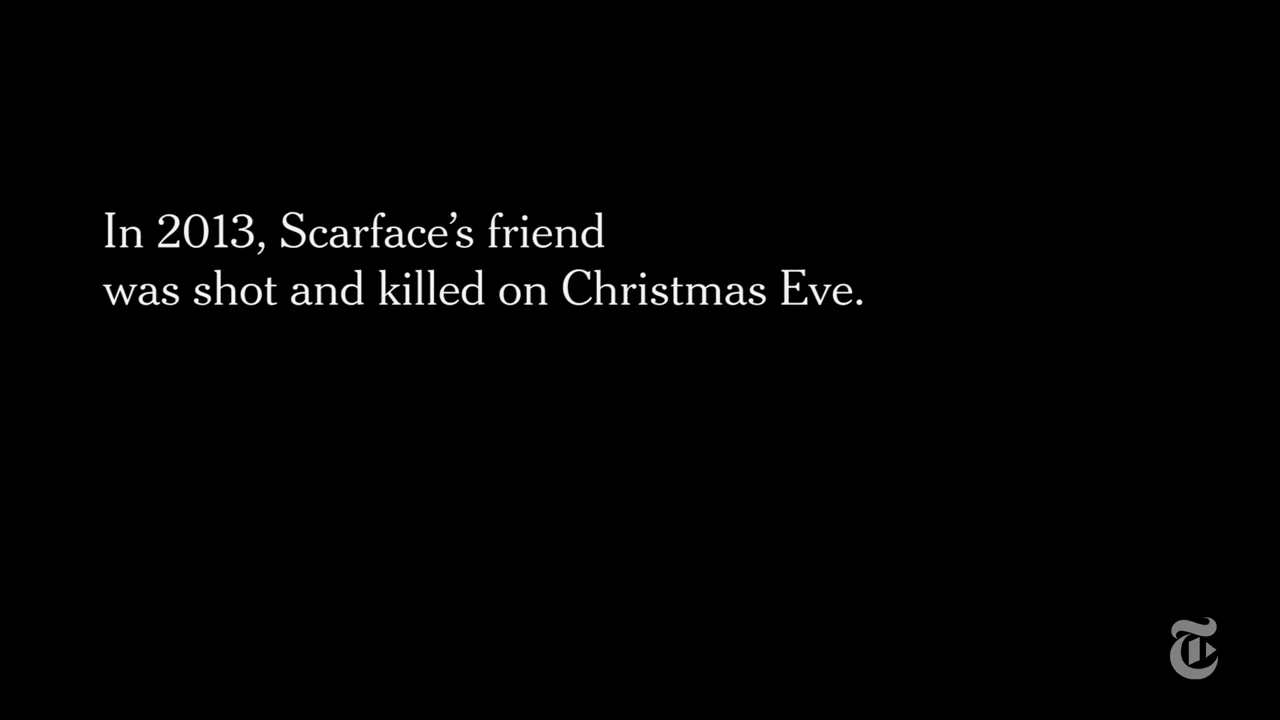 In 2013, Scarface’s friend
was shot and killed on Christmas Eve.